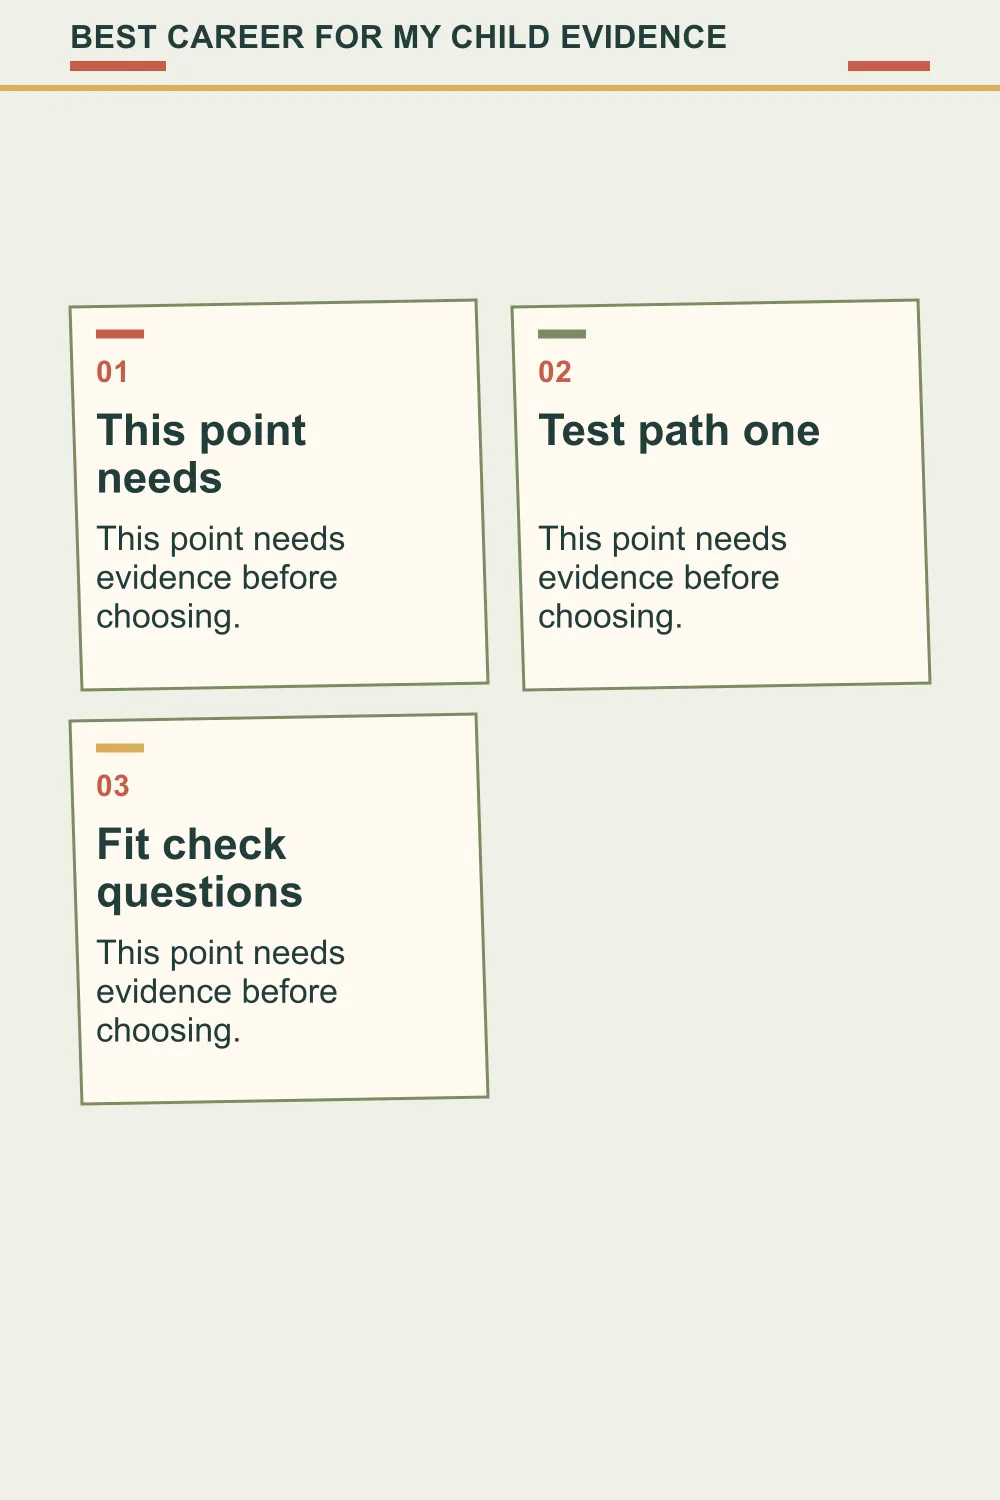 BEST CAREER FOR MY CHILD EVIDENCE
01
This point
needs
This point needs
evidence before
choosing.
02
Test path one
This point needs
evidence before
choosing.
03
Fit check
questions
This point needs
evidence before
choosing.